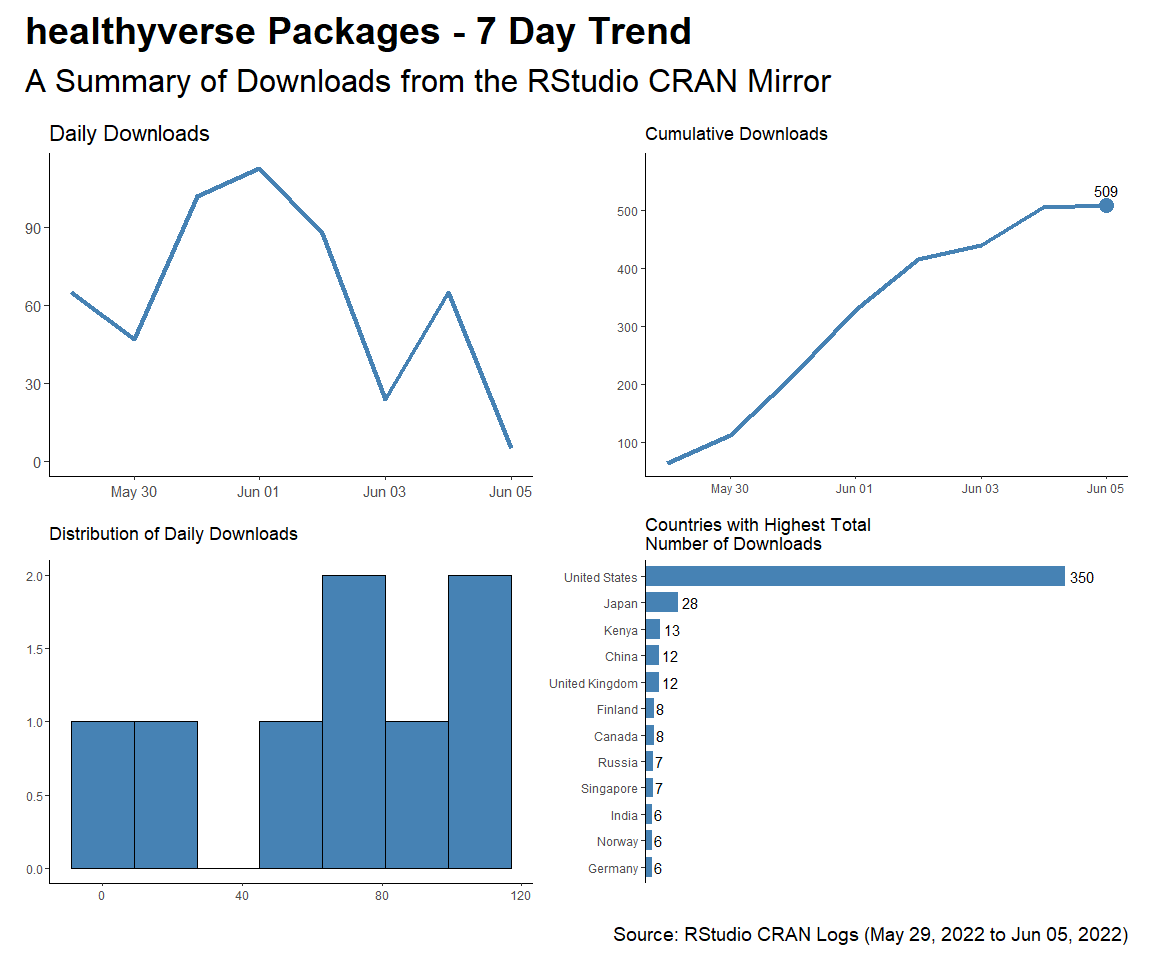 healthyverse Packages - 7 Day Trend
A Summary of Downloads from the RStudio CRAN Mirror
Daily Downloads
90
60
30
0
May 30
Jun 01
Jun 03
Jun 05
Cumulative Downloads
509
500
400
300
200
100
May 30
Jun 01
Jun 03
Jun 05
Distribution of Daily Downloads
2.0
1.5
1.0
0.5
0.0
0
40
80
120
Countries with Highest Total
Number of Downloads
United States 350
Japan 28
Kenya 13
China 12
United Kingdom 12
Finland 8
Canada 8
Russia 7
Singapore 7
India 6
Norway 6
Germany 6
Source: RStudio CRAN Logs (May 29, 2022 to Jun 05, 2022)